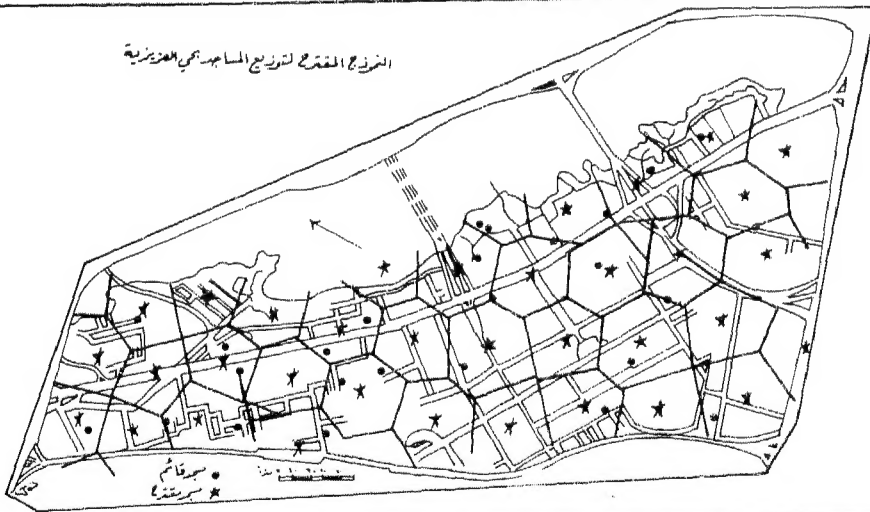 النموذج المقترح لتوزيع المساجد بحي العزيزية
مسجد قائم
مسجد مقترح